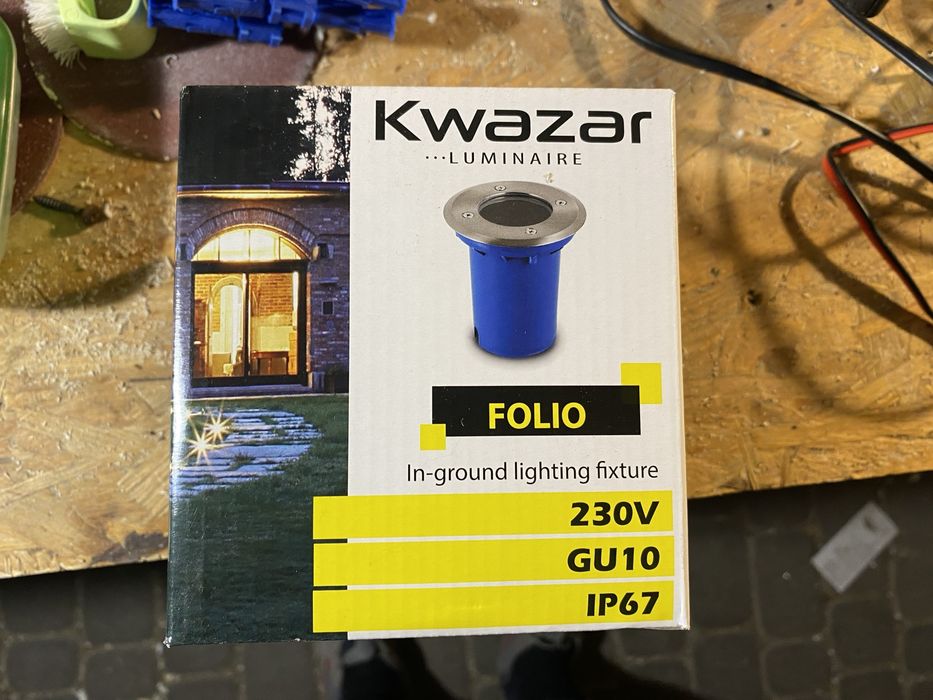 Kwazar
...LUMINAIRE
FOLIO
In-ground lighting fixture
230V
GU10
IP67